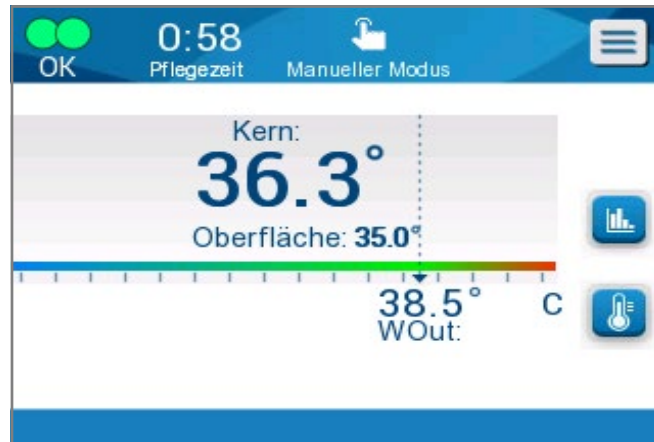 OK
0:58
Pflegezeit
Manueller Modus
Kern:
36.3°
Oberfläche: 35.0°
38.5° C
WOut: